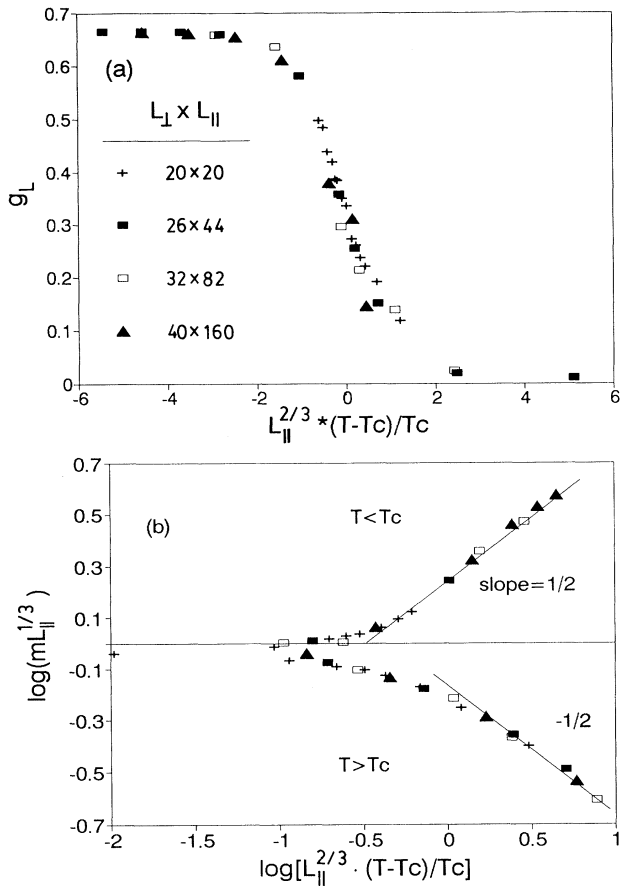 0.7
0.6
0.5
0.4
0.3
0.2
0.1
0
g_L
(a)
L⊥ x L||
20×20
26×44
32×82
40×160
-6 -4 -2 0 2 4 6
L||^2/3 *(T-Tc)/Tc
0.7
0.5
0.3
0.1
-0.1
-0.3
-0.5
-0.7
log(mL||^1/3)
(b)
T<Tc
slope=1/2
-1/2
T>Tc
-2 -1.5 -1 -0.5 0 0.5 1
log[L||^2/3 · (T-Tc)/Tc]